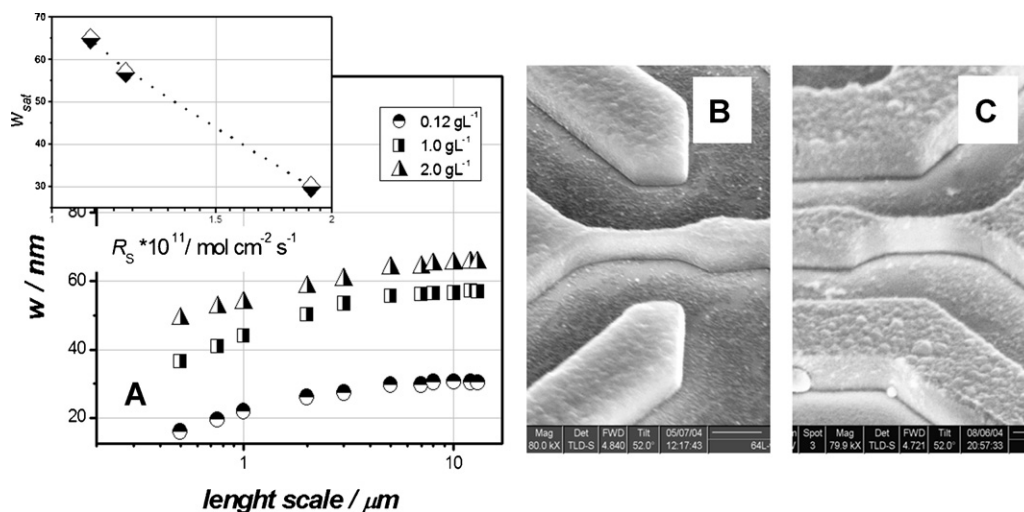 70
60
50
40
30
W_sat
1 1.5 2
R_S *10^11/ mol cm^-2 s^-1
0.12 gL^-1
1.0 gL^-1
2.0 gL^-1
80
60
40
20
w / nm
A
1 10
lenght scale / μm
B
Mag Det FWD Tilt 05/07/04
80.0 kX TLD-S 4.840 52.0° 12:17:43 64L-
C
Spot Det FWD Tilt 08/06/04
3 79.9 kX TLD-S 4.721 52.0° 20:57:33
Mag